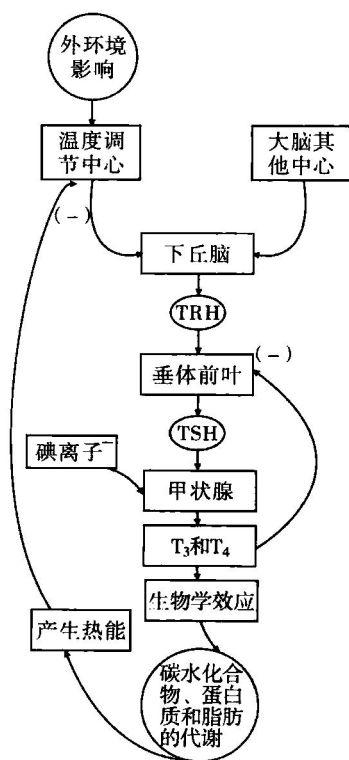 外环境
影响
温度调
节中心
大脑其
他中心
(-)
下丘脑
TRH
(-)
垂体前叶
TSH
碘离子⁻
甲状腺
T₃和T₄
生物学效应
产生热能
碳水化合
物、蛋白
质和脂肪
的代谢